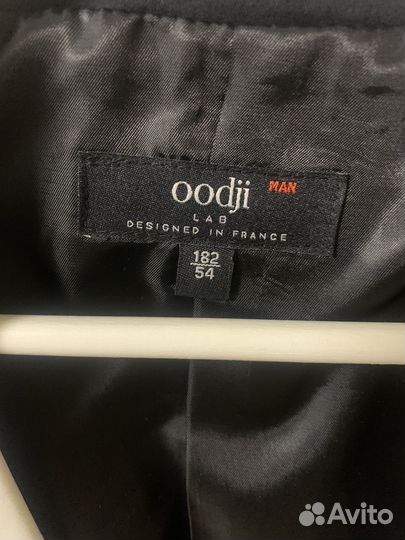 oodji MAN
LAB
DESIGNED IN FRANCE
182
54
Avito